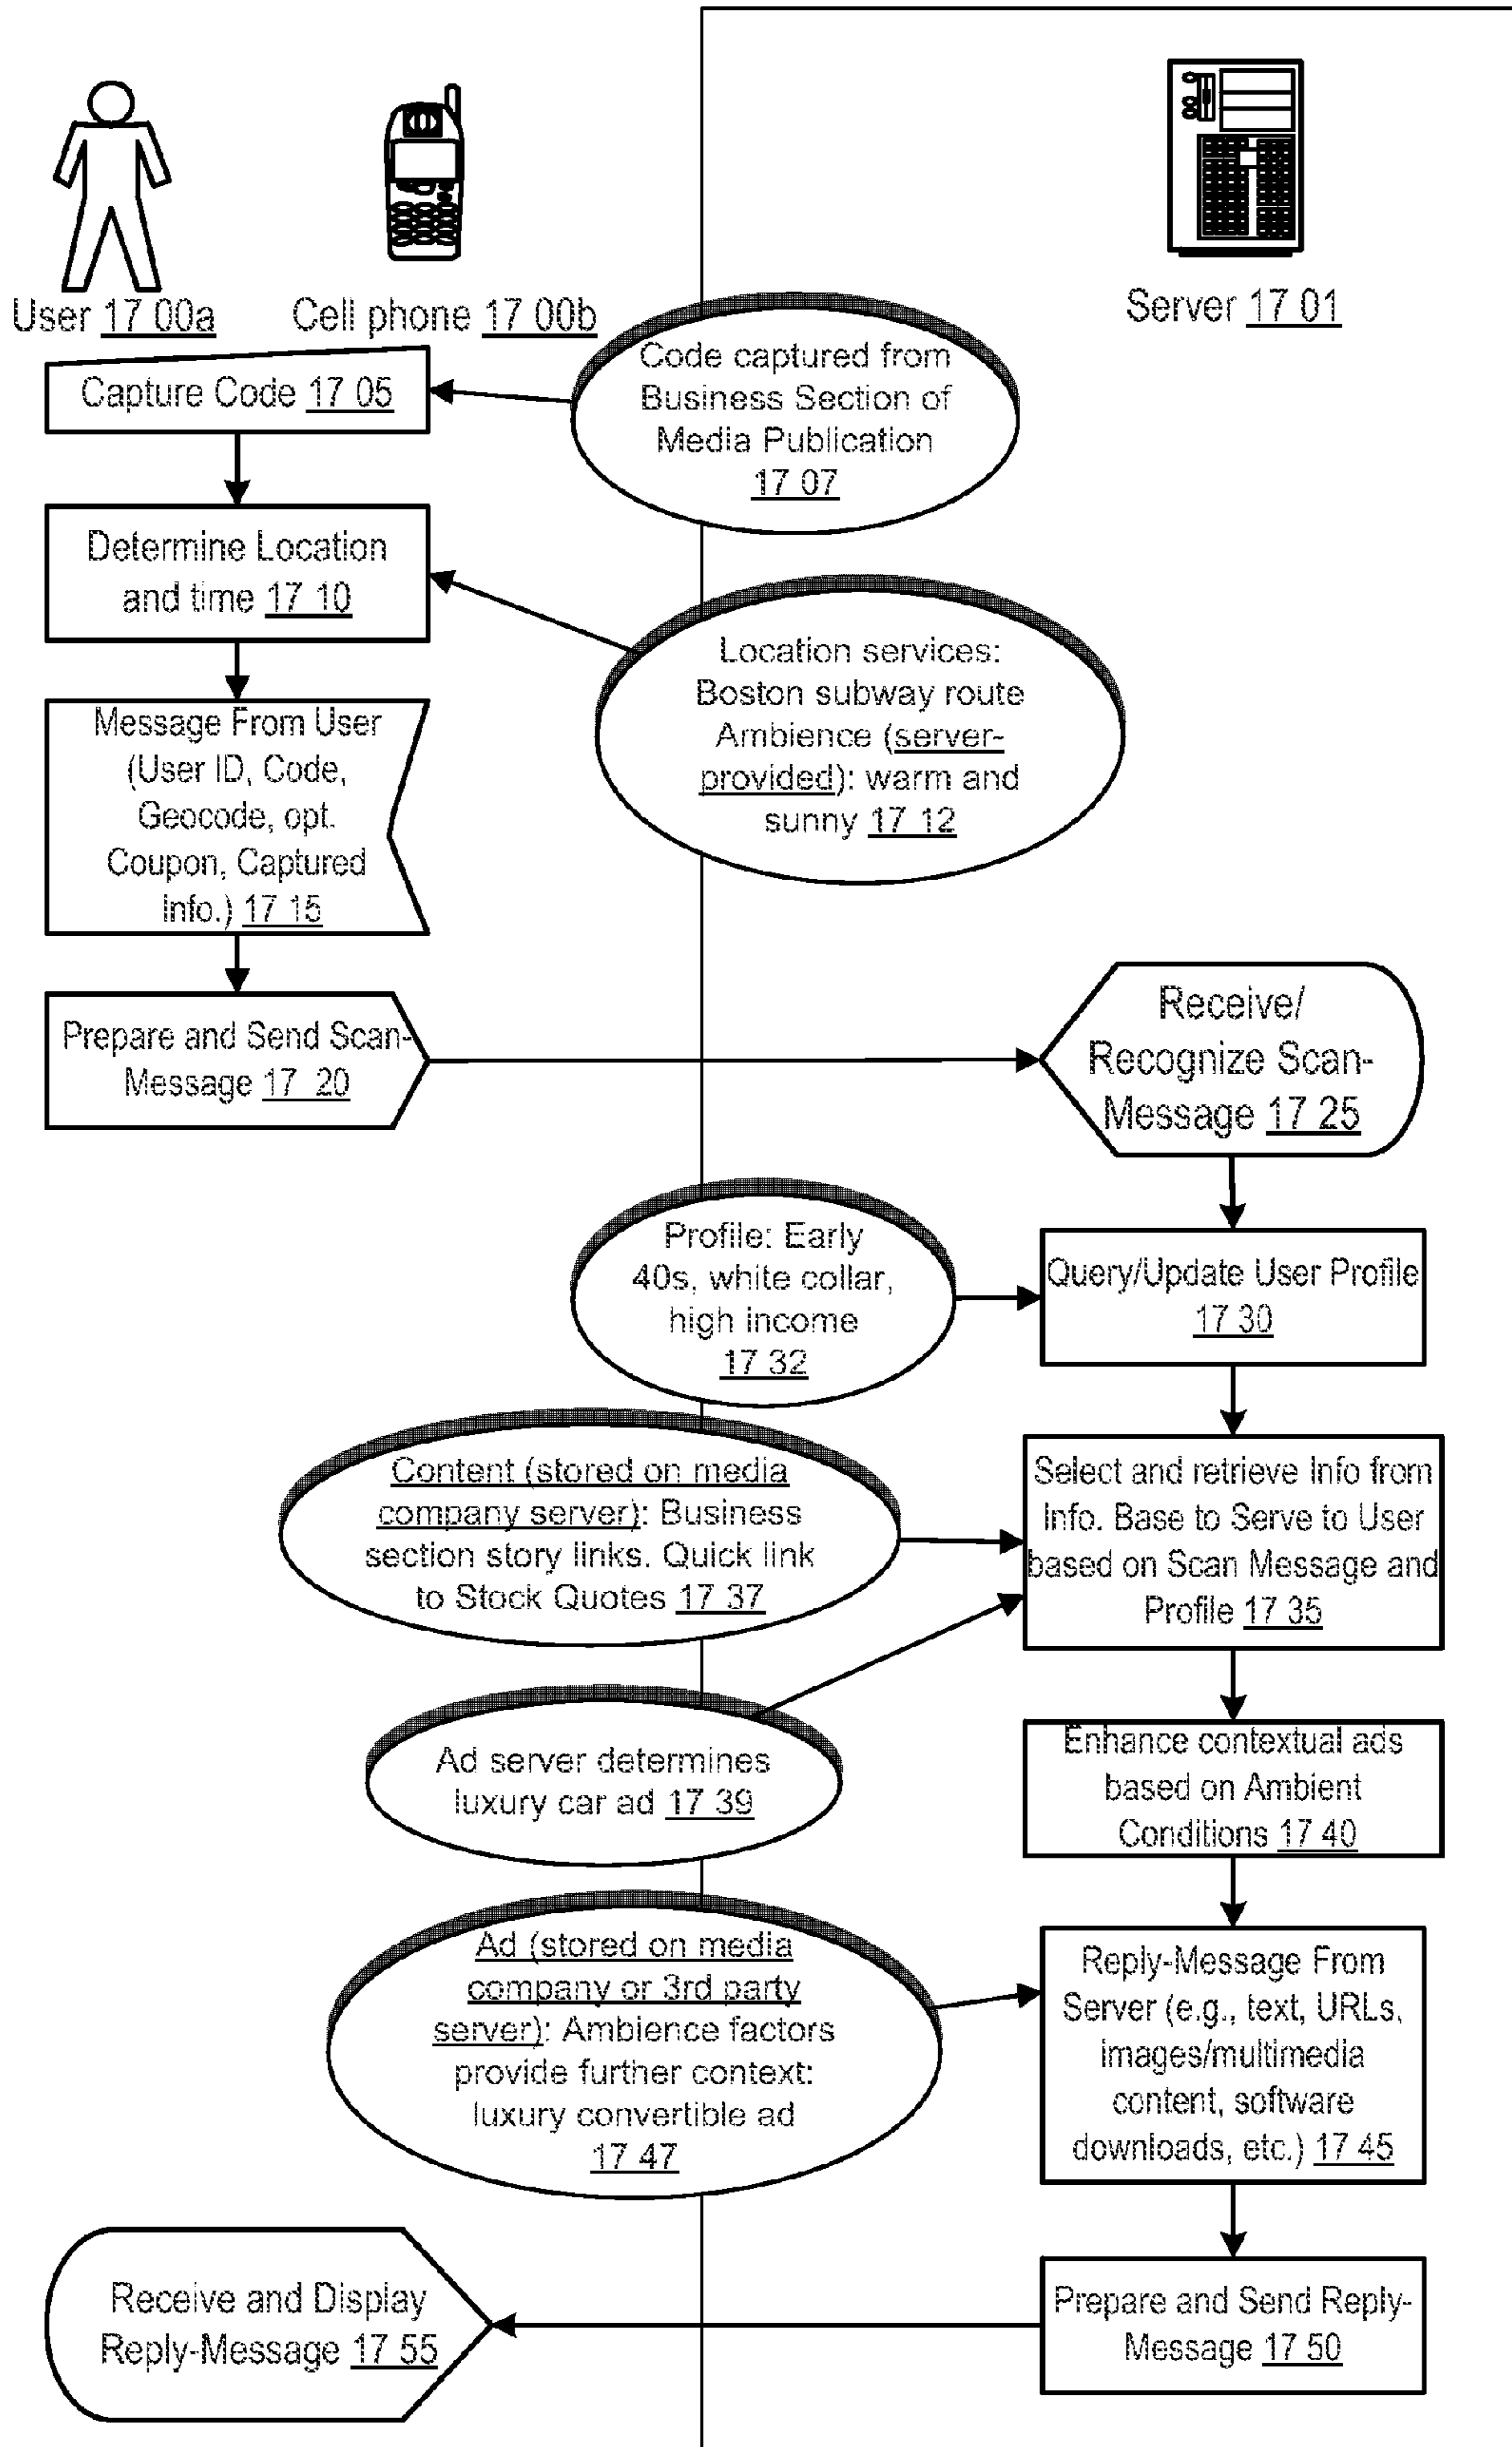 User 17 00a
Cell phone 17 00b
Server 17 01
Capture Code 17 05
Code captured from
Business Section of
Media Publication
17 07
Determine Location
and time 17 10
Location services:
Boston subway route
Ambience (server-
provided): warm and
sunny 17 12
Message From User
(User ID, Code,
Geocode, opt.
Coupon, Captured
info.) 17 15
Prepare and Send Scan-
Message 17 20
Receive/
Recognize Scan-
Message 17 25
Profile: Early
40s, white collar,
high income
17 32
Query/Update User Profile
17 30
Content (stored on media
company server): Business
section story links. Quick link
to Stock Quotes 17 37
Select and retrieve Info from
Info. Base to Serve to User
based on Scan Message and
Profile 17 35
Ad server determines
luxury car ad 17 39
Enhance contextual ads
based on Ambient
Conditions 17 40
Ad (stored on media
company or 3rd party
server): Ambience factors
provide further context:
luxury convertible ad
17 47
Reply-Message From
Server (e.g., text, URLs,
images/multimedia
content, software
downloads, etc.) 17 45
Receive and Display
Reply-Message 17 55
Prepare and Send Reply-
Message 17 50